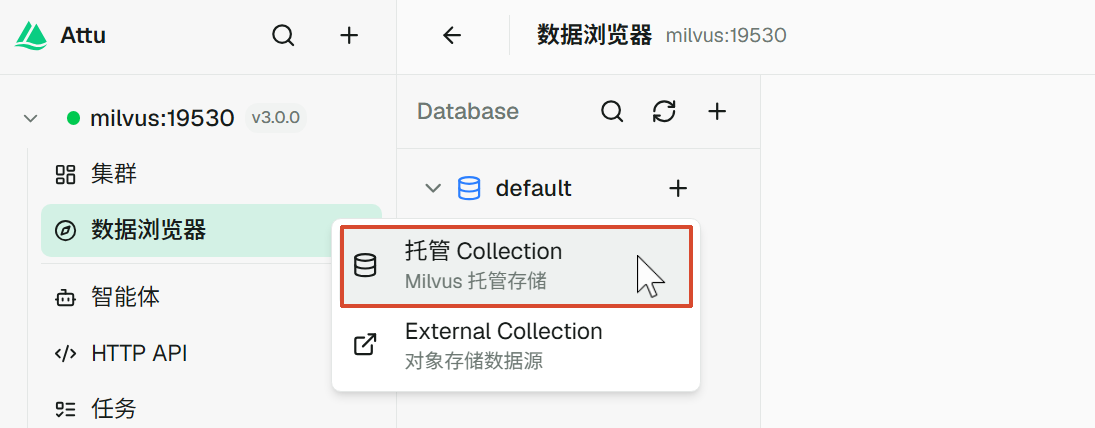 Attu
数据浏览器 milvus:19530
milvus:19530 v3.0.0
Database
集群
default
数据浏览器
托管 Collection
Milvus 托管存储
智能体
External Collection
对象存储数据源
HTTP API
任务